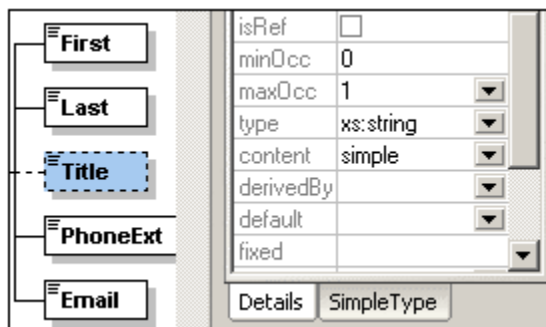 First
Last
Title
PhoneExt
Email
isRef
minOcc 0
maxOcc 1
type xs:string
content simple
derivedBy
default
fixed
Details SimpleType